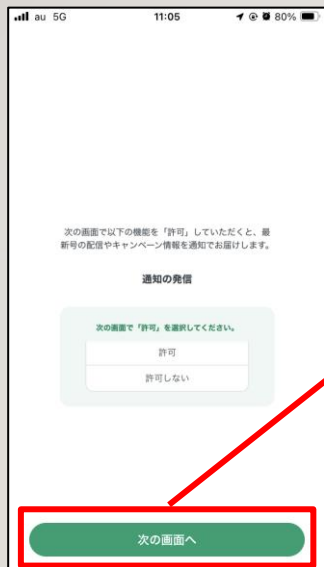 au 5G 11:05 80%
次の画面で以下の機能を「許可」していただくと、最
新号の配信やキャンペーン情報を通知でお届けします。
通知の発信
次の画面で「許可」を選択してください。
許可
許可しない
次の画面へ